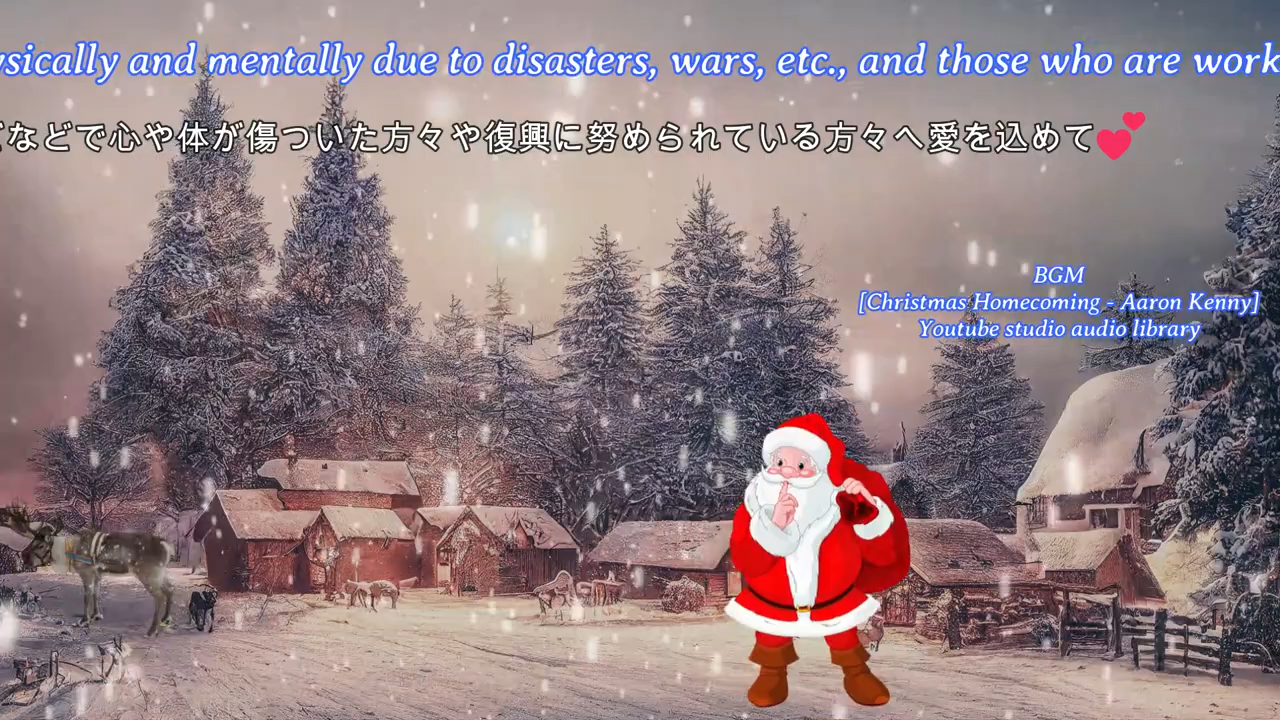 ysically and mentally due to disasters, wars, etc., and those who are work
などで心や体が傷ついた方々や復興に努められている方々へ愛を込めて💕
BGM
[Christmas Homecoming - Aaron Kenny]
Youtube studio audio library